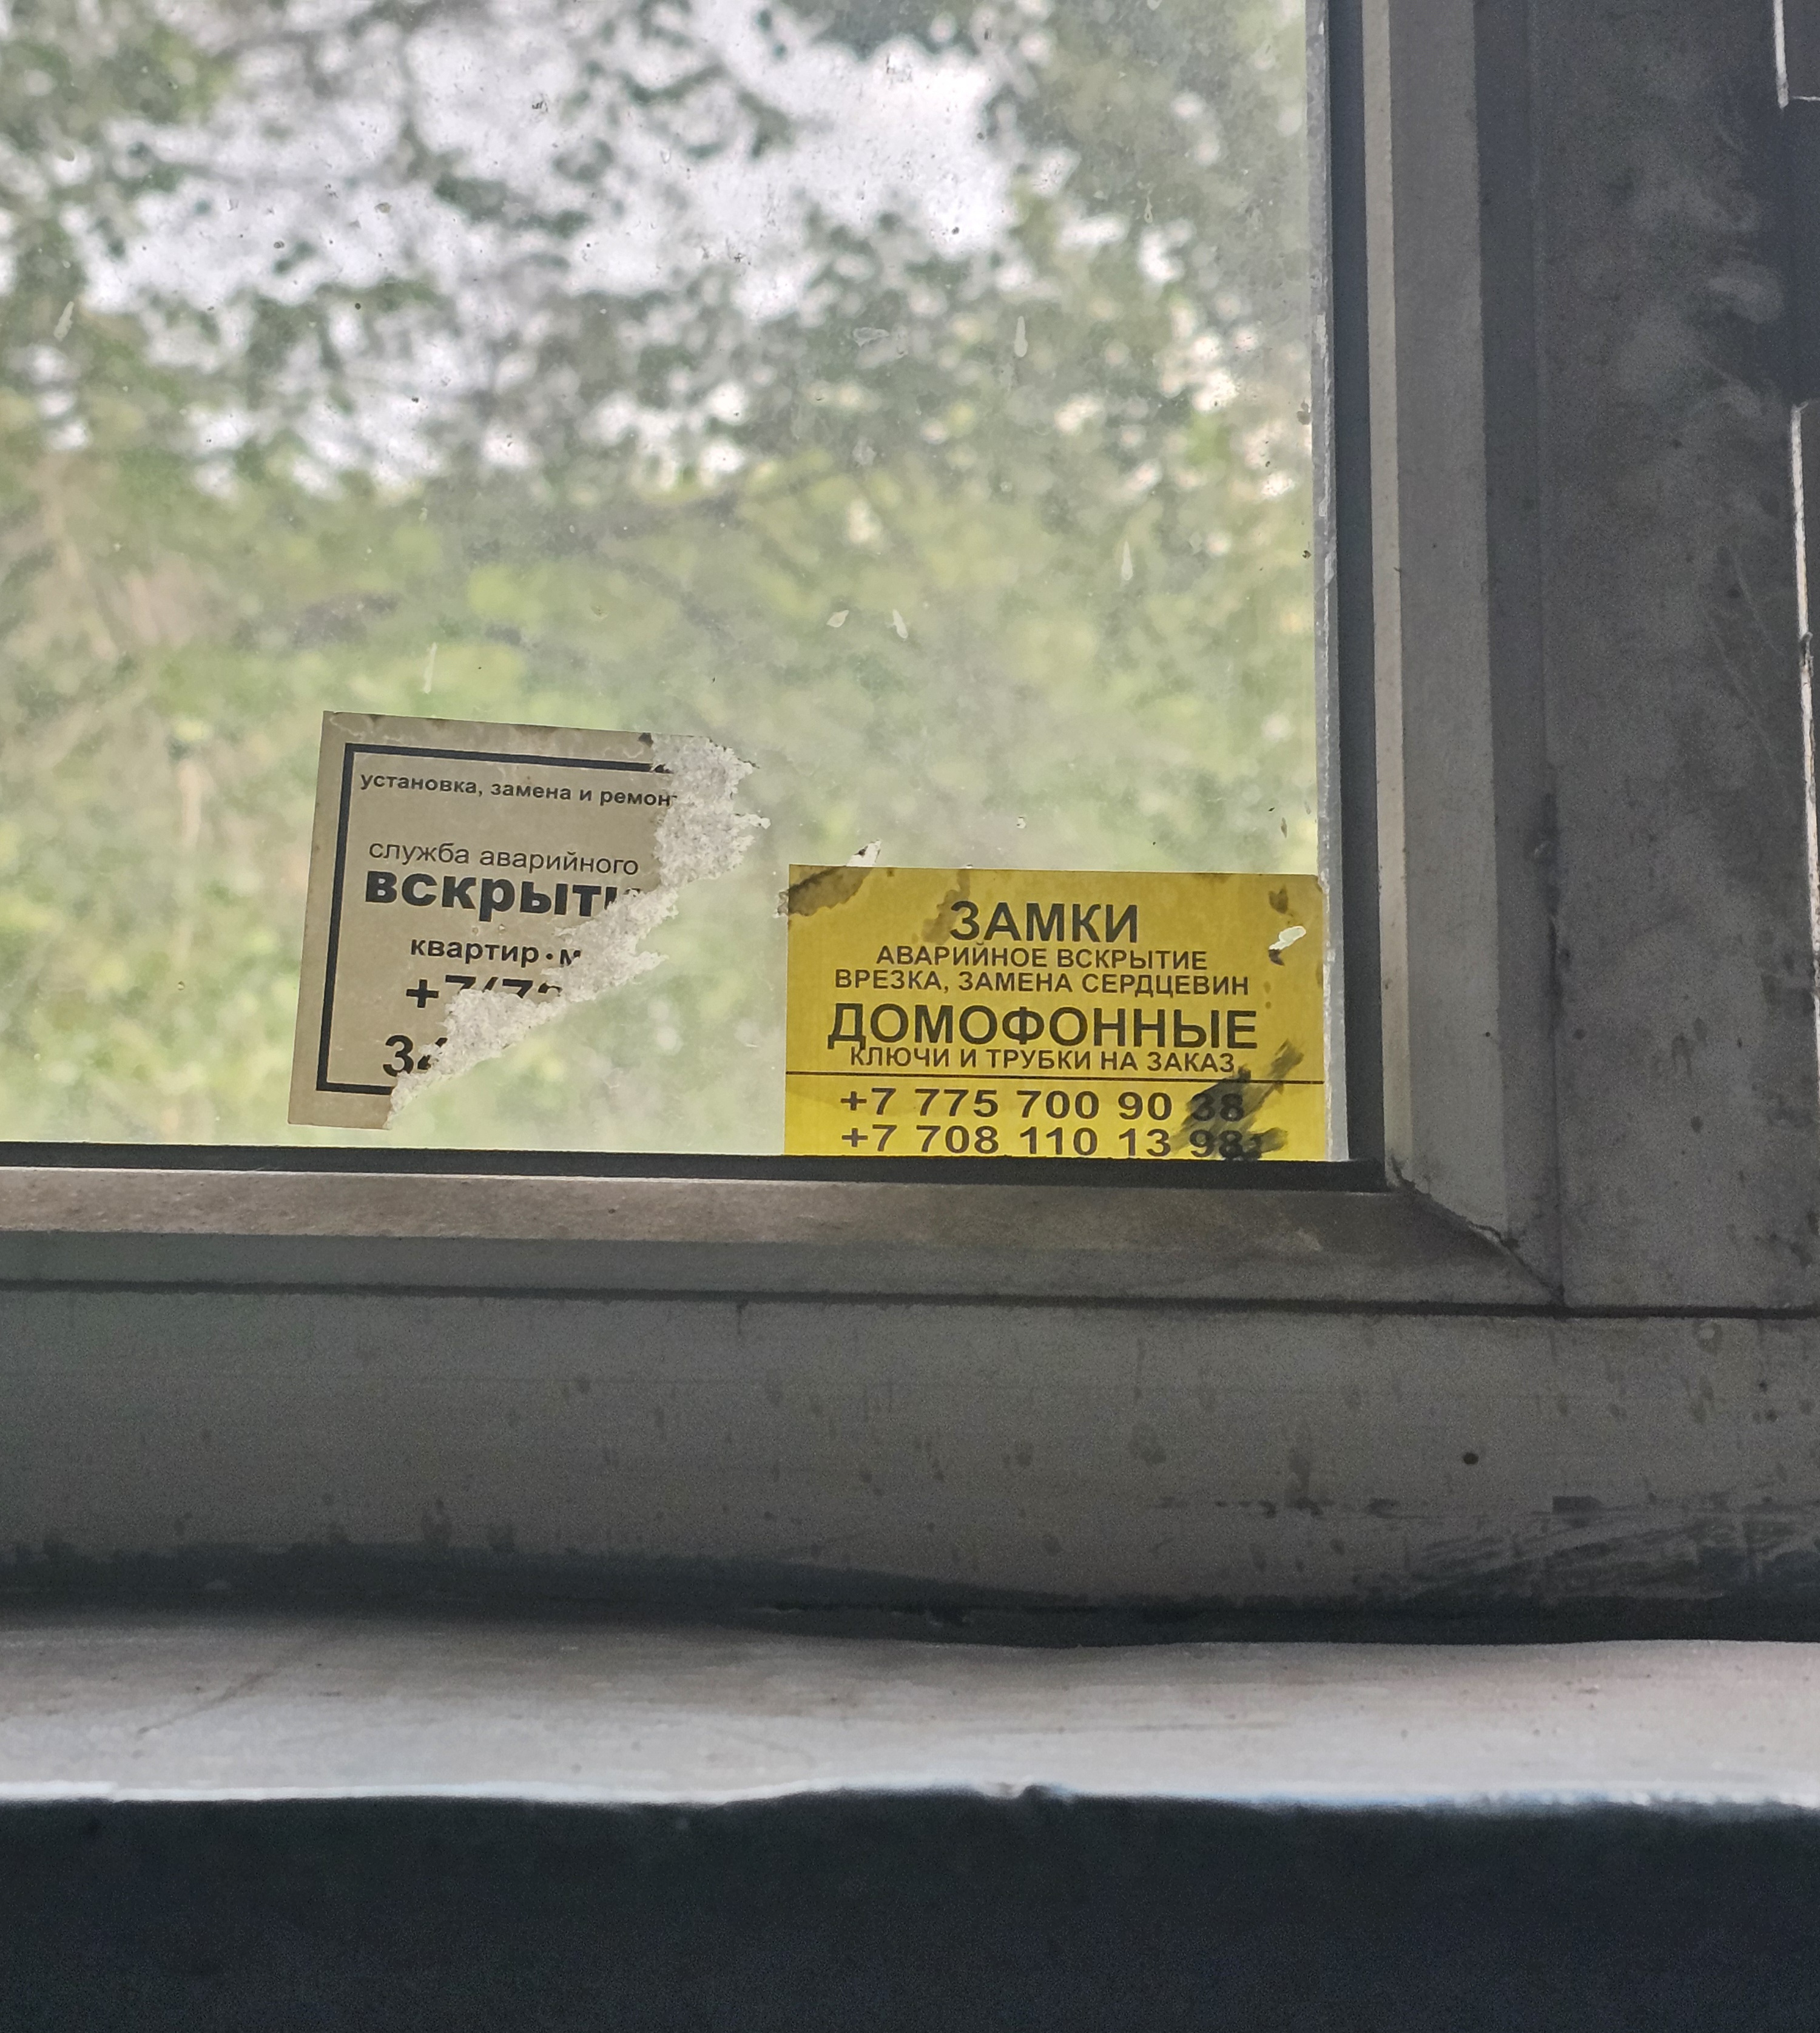 установка, замена и ремонт
служба аварийного
квартир
ЗАМКИ
АВАРИЙНОЕ ВСКРЫТИЕ
ВРЕЗКА, ЗАМЕНА СЕРДЦЕВИН
ДОМОФОННЫЕ
КЛЮЧИ И ТРУБКИ НА ЗАКАЗ
+7 775 700 90 38
+7 708 110 13 98